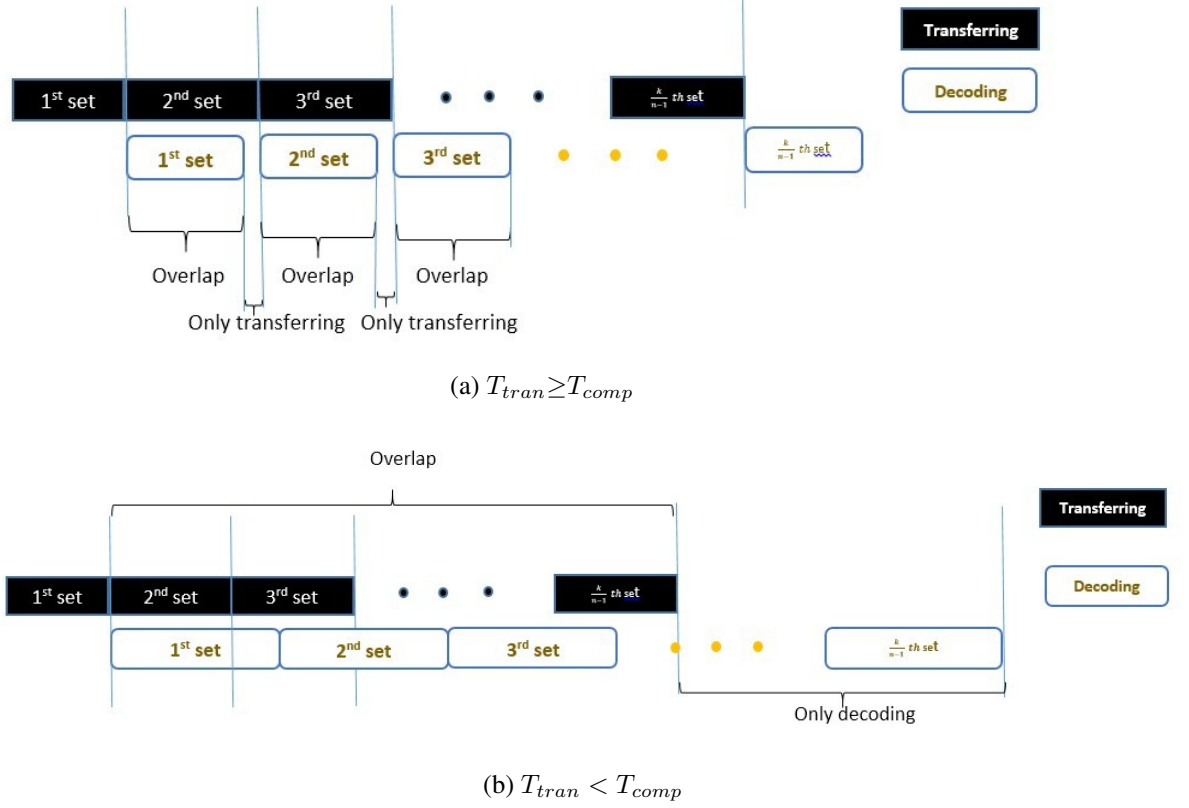 Transferring
1st set 2nd set 3rd set k/(n-1) th set
Decoding
1st set 2nd set 3rd set k/(n-1) th set
Overlap Overlap Overlap
Only transferring Only transferring
(a) T_tran≥T_comp
Overlap
Transferring
1st set 2nd set 3rd set k/(n-1) th set
Decoding
1st set 2nd set 3rd set k/(n-1) th set
Only decoding
(b) T_tran < T_comp